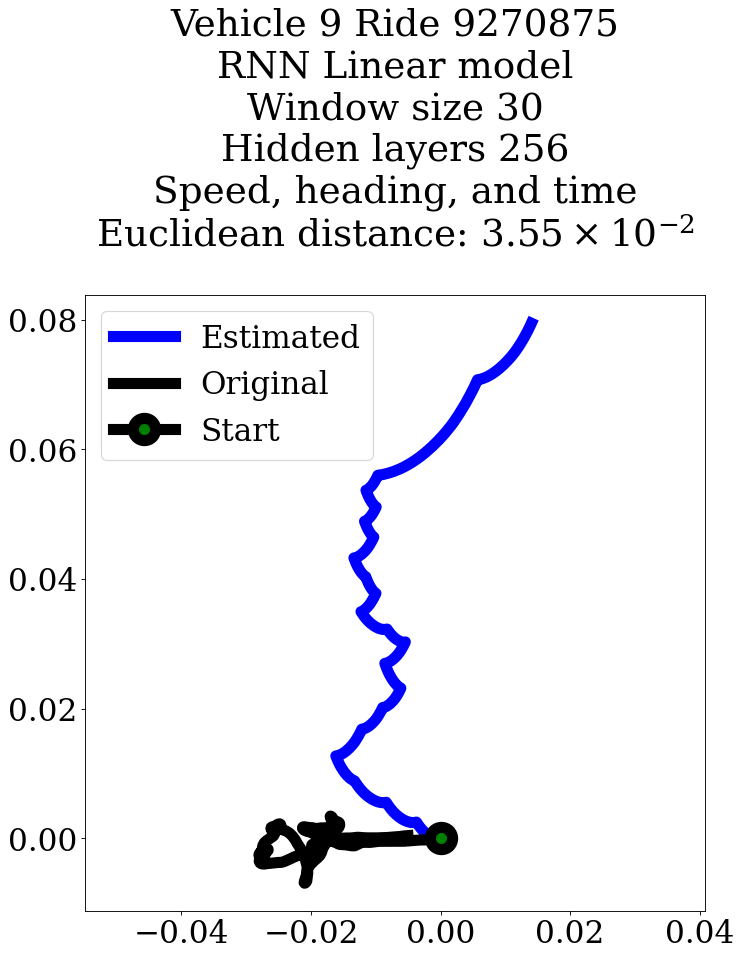 Vehicle 9 Ride 9270875
RNN Linear model
Window size 30
Hidden layers 256
Speed, heading, and time
Euclidean distance: 3.55 × 10⁻²
Estimated
Original
Start
0.08
0.06
0.04
0.02
0.00
−0.04 −0.02 0.00 0.02 0.04